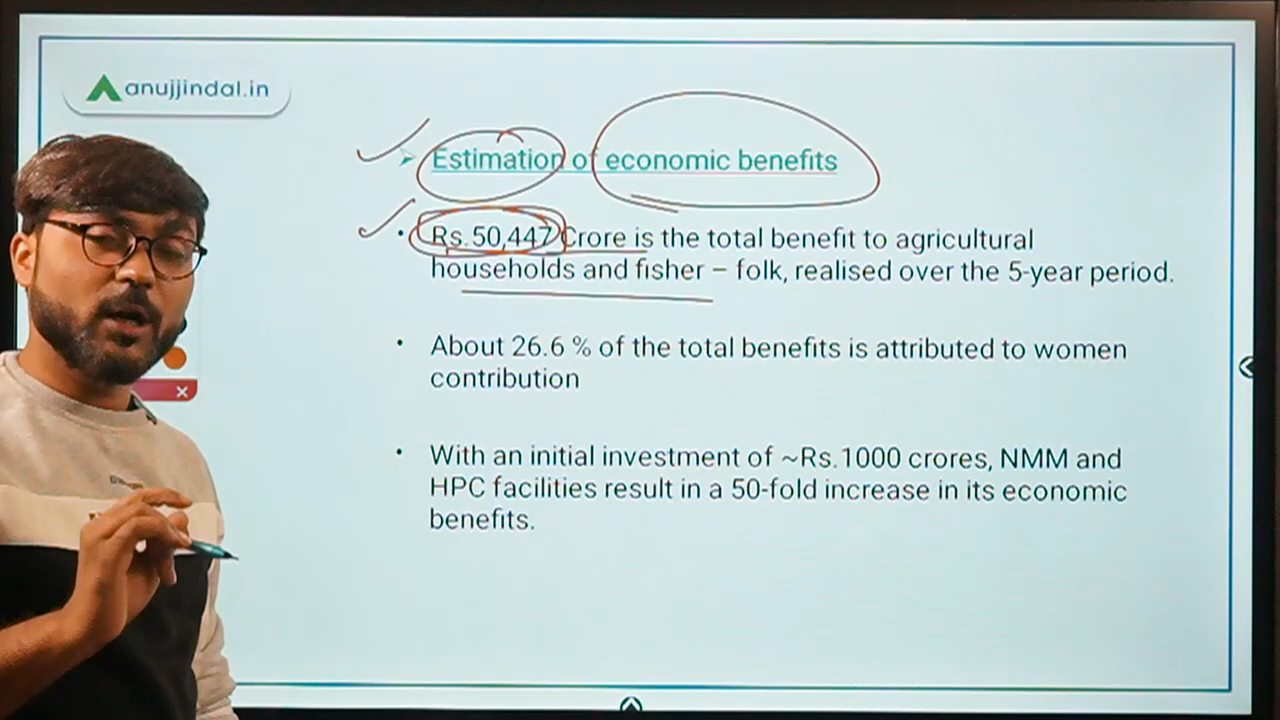 anujjindal.in
Estimation of economic benefits
Rs.50,447 Crore is the total benefit to agricultural
households and fisher – folk, realised over the 5-year period.
About 26.6 % of the total benefits is attributed to women
contribution
With an initial investment of ~Rs.1000 crores, NMM and
HPC facilities result in a 50-fold increase in its economic
benefits.